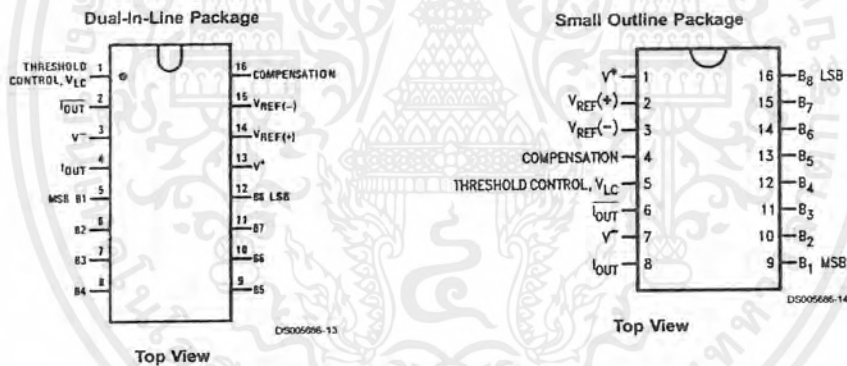 Dual-In-Line Package
THRESHOLD CONTROL, VLC 1
I̅O̅U̅T̅ 2
V− 3
IOUT 4
MSB B1 5
B2 6
B3 7
B4 8
16 COMPENSATION
15 VREF(−)
14 VREF(+)
13 V+
12 B8 LSB
11 B7
10 B6
9 B5
DS005686-13
Top View
Small Outline Package
V+ 1
VREF(+) 2
VREF(−) 3
COMPENSATION 4
THRESHOLD CONTROL, VLC 5
I̅O̅U̅T̅ 6
V− 7
IOUT 8
16 B8 LSB
15 B7
14 B6
13 B5
12 B4
11 B3
10 B2
9 B1 MSB
DS005686-14
Top View